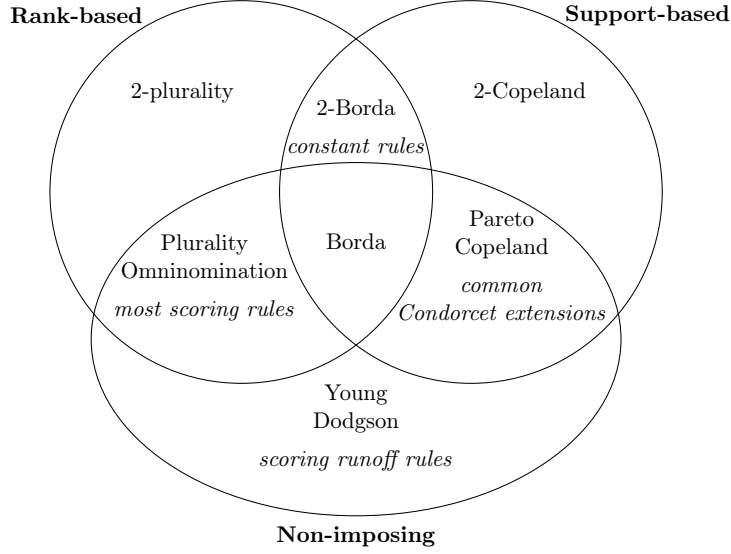 Rank-based
Support-based
2-plurality
2-Borda
constant rules
2-Copeland
Plurality
Omninomination
most scoring rules
Borda
Pareto
Copeland
common
Condorcet extensions
Young
Dodgson
scoring runoff rules
Non-imposing